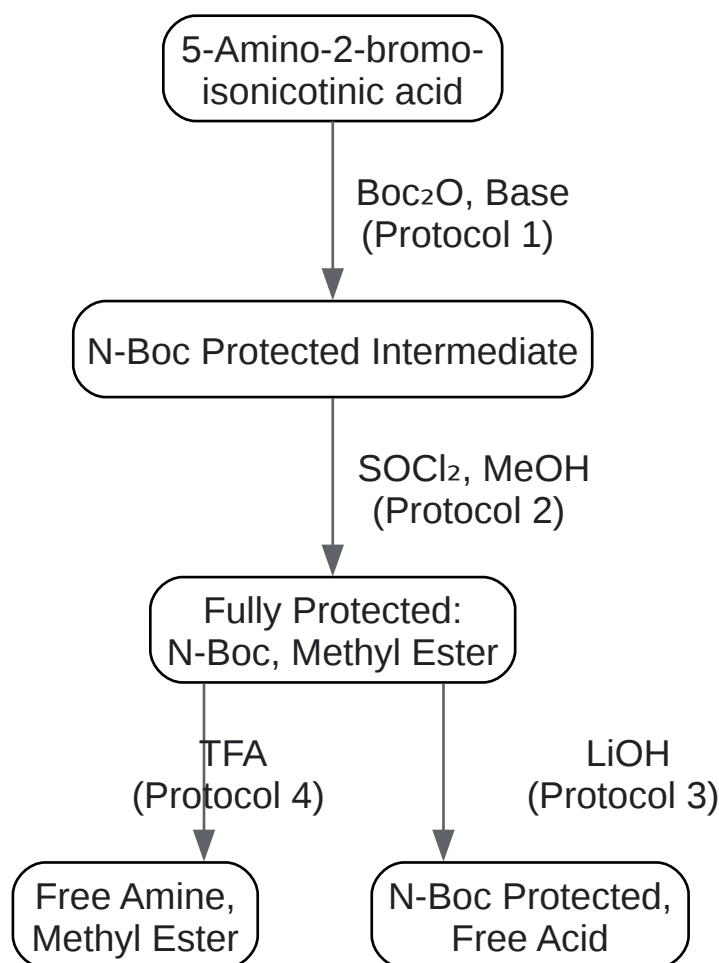 5-Amino-2-bromo-
isonicotinic acid
Boc₂O, Base
(Protocol 1)
N-Boc Protected Intermediate
SOCl₂, MeOH
(Protocol 2)
Fully Protected:
N-Boc, Methyl Ester
TFA
(Protocol 4)
LiOH
(Protocol 3)
Free Amine,
Methyl Ester
N-Boc Protected,
Free Acid